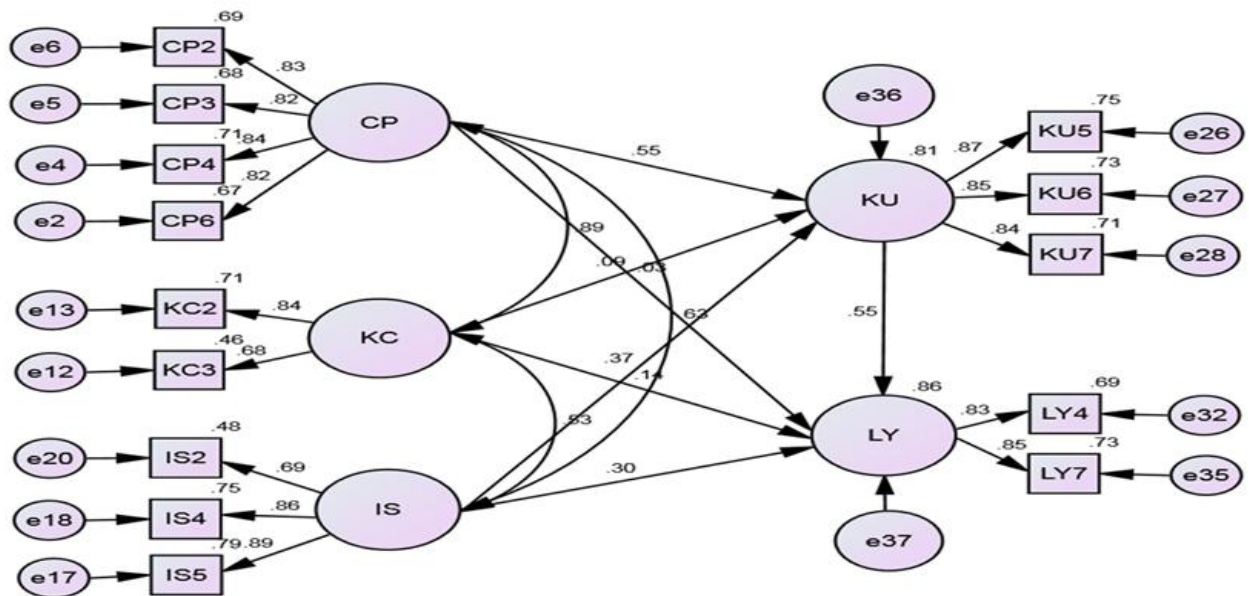 .69
e6 CP2
.83
.68
e5 CP3 .82
CP
.71 .84
e4 CP4
.82
.67
e2 CP6
.71
e13 KC2 .84
KC
.46 .68
e12 KC3
.48
e20 IS2 .69
.75
e18 IS4 .86
IS
.79 .89
e17 IS5
.55
.89
.09 .03
.63
.37
.14
.53
.30
e36
.81
KU
.55
.86
LY
e37
.75
.87 KU5 e26
.73
.85 KU6 e27
.71
.84 KU7 e28
.69
.83 LY4 e32
.73
.85 LY7 e35